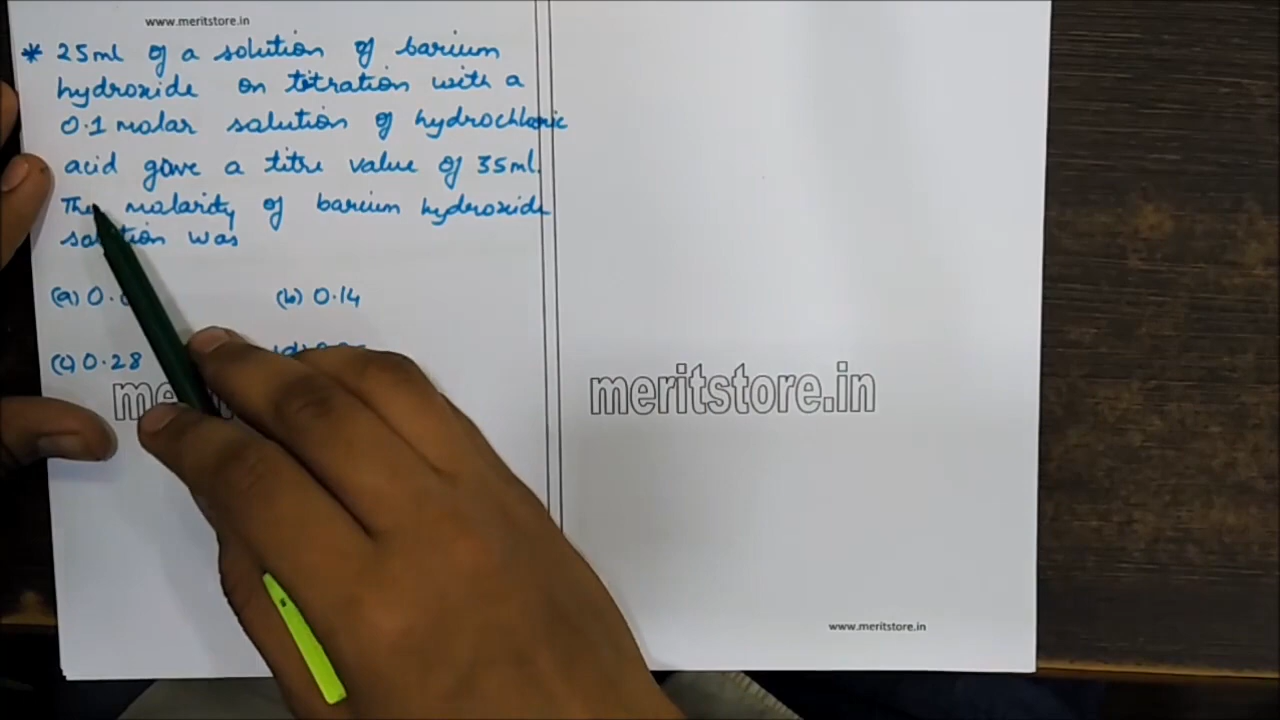 www.meritstore.in
* 25ml of a solution of barium
hydroxide on titration with a
0.1 molar solution of hydrochloric
acid gave a titre value of 35ml.
The molarity of barium hydroxide
solution was
(a) 0. (b) 0.14
(c) 0.28 (d)
meritstore.in
www.meritstore.in